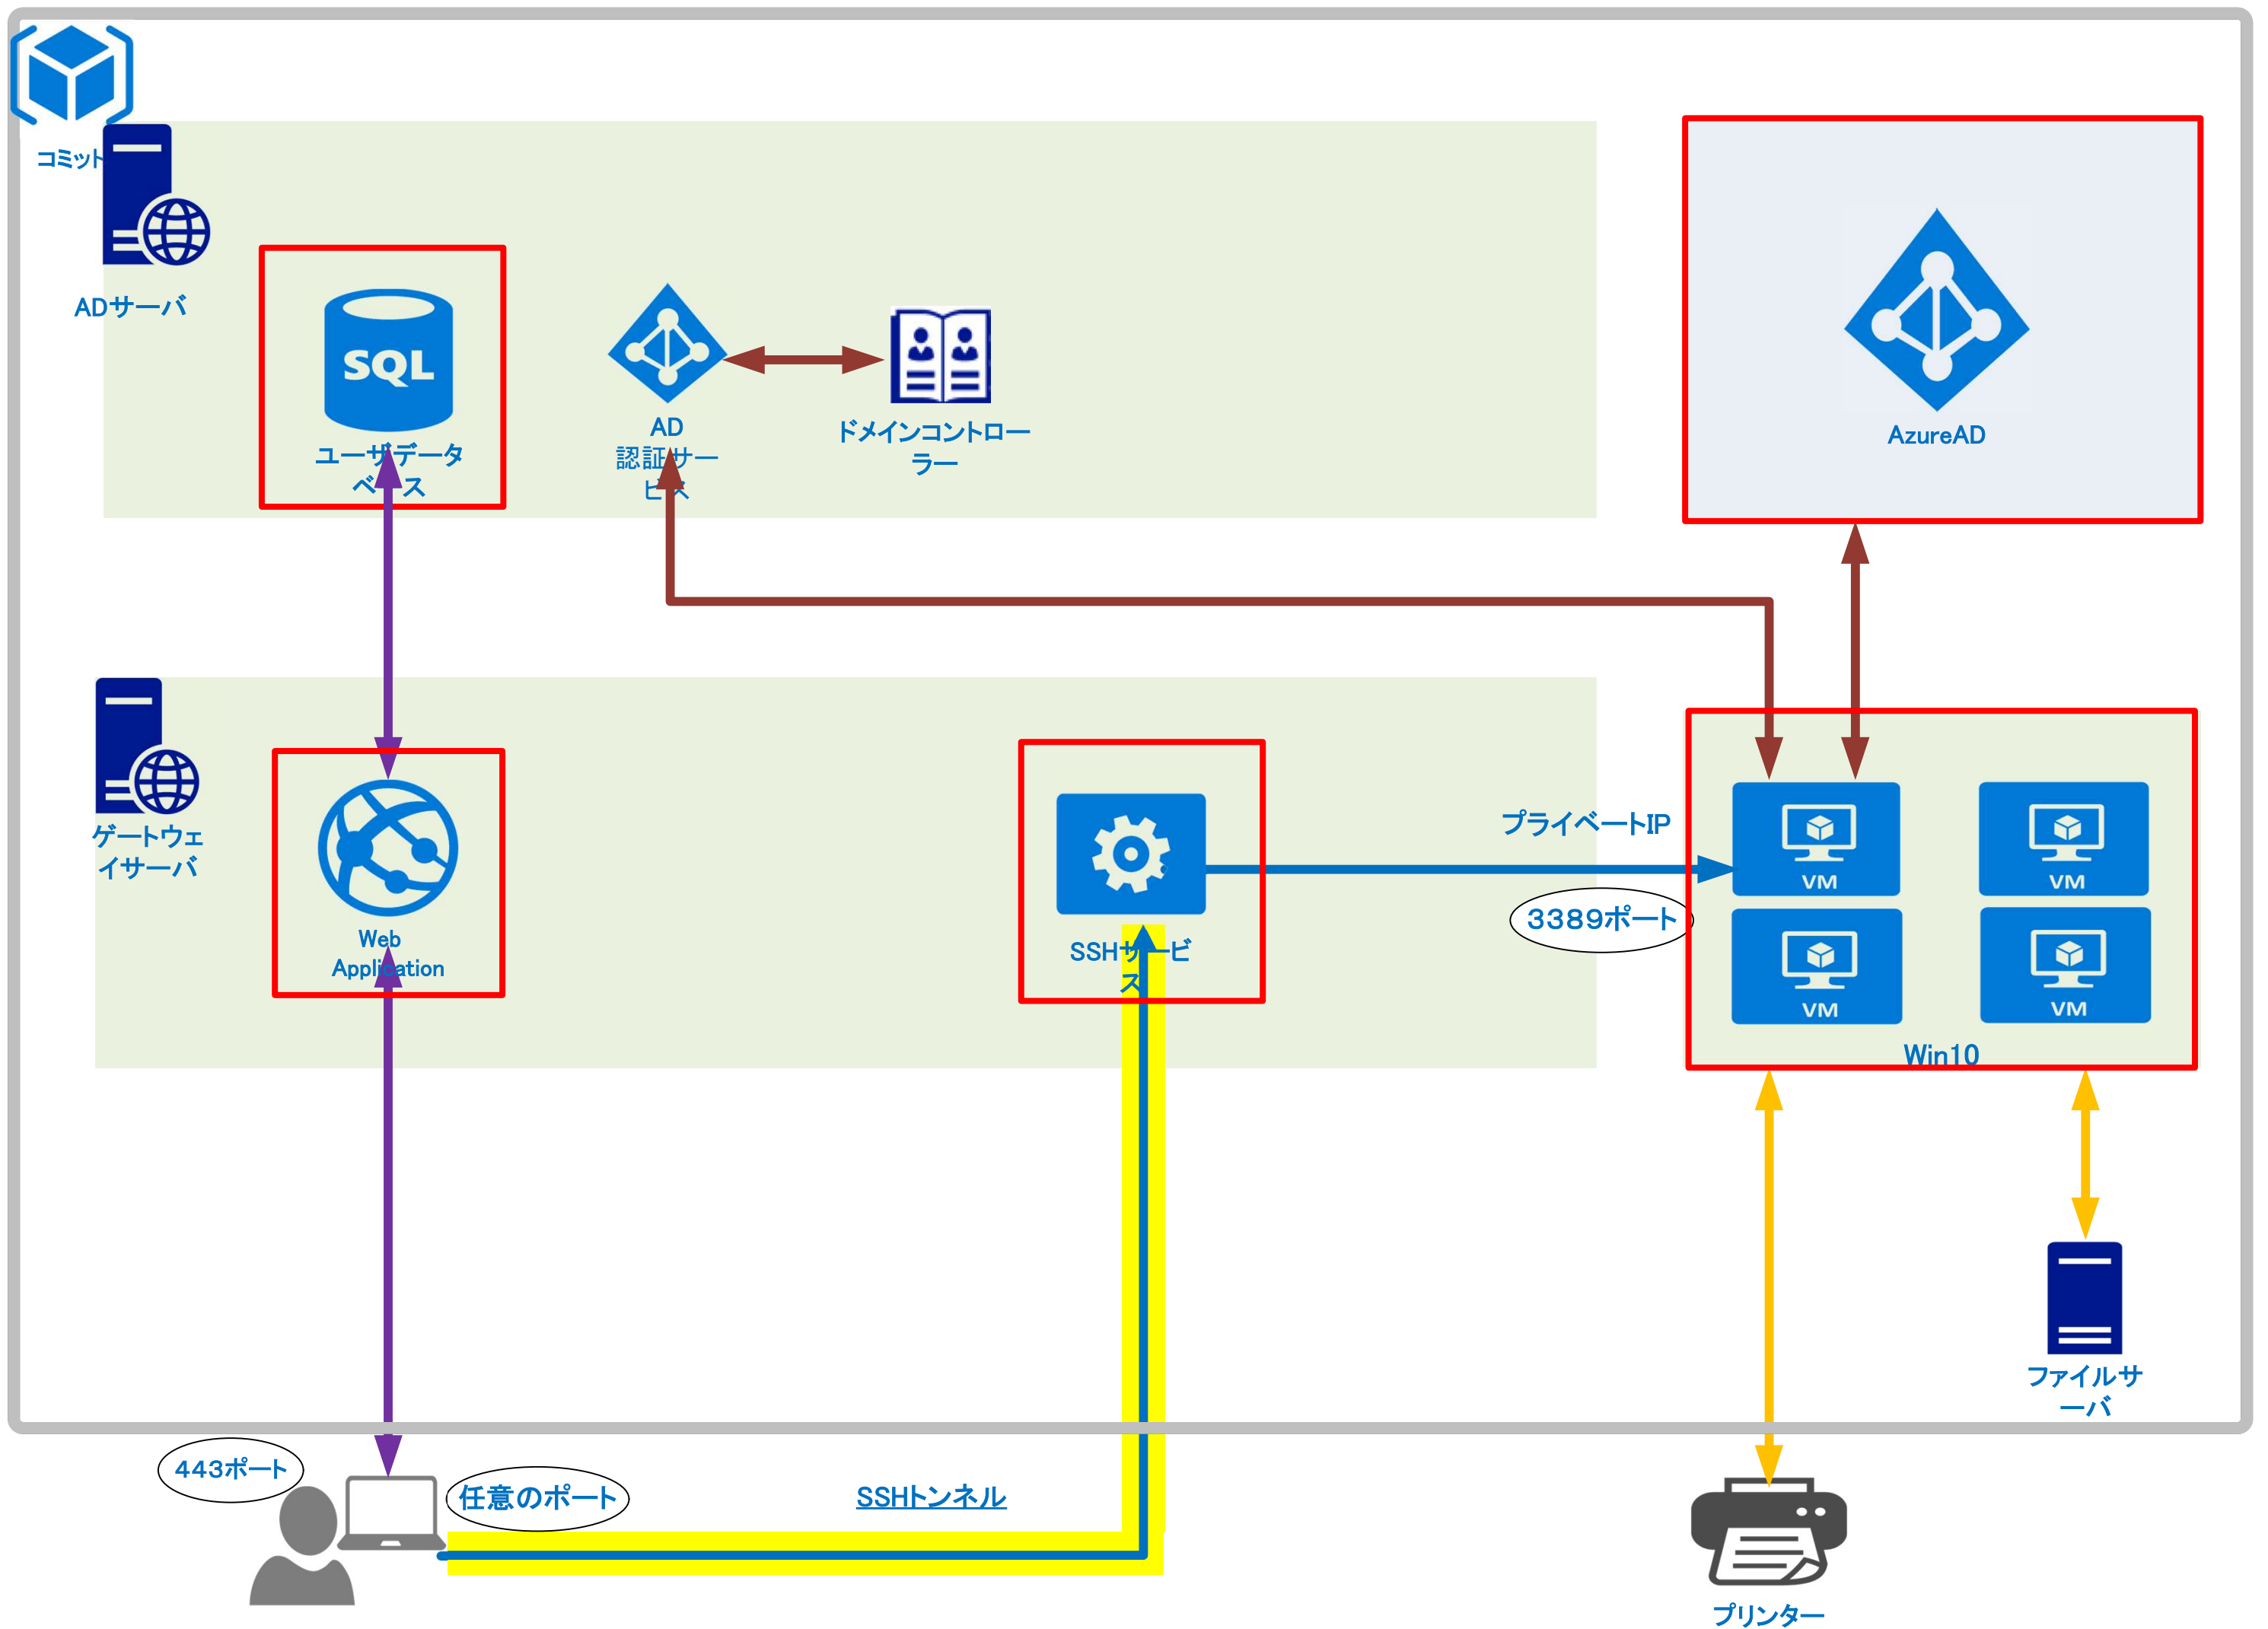 コミット
ADサーバ
SQL
ユーザデータ
ベース
AD
認証サー
ビス
ドメインコントロー
ラー
AzureAD
ゲートウェ
イサーバ
Web
Application
SSHサービ
ス
プライベートIP
3389ポート
VM
VM
VM
VM
Win10
ファイルサ
ーバ
443ポート
任意のポート
SSHトンネル
プリンター